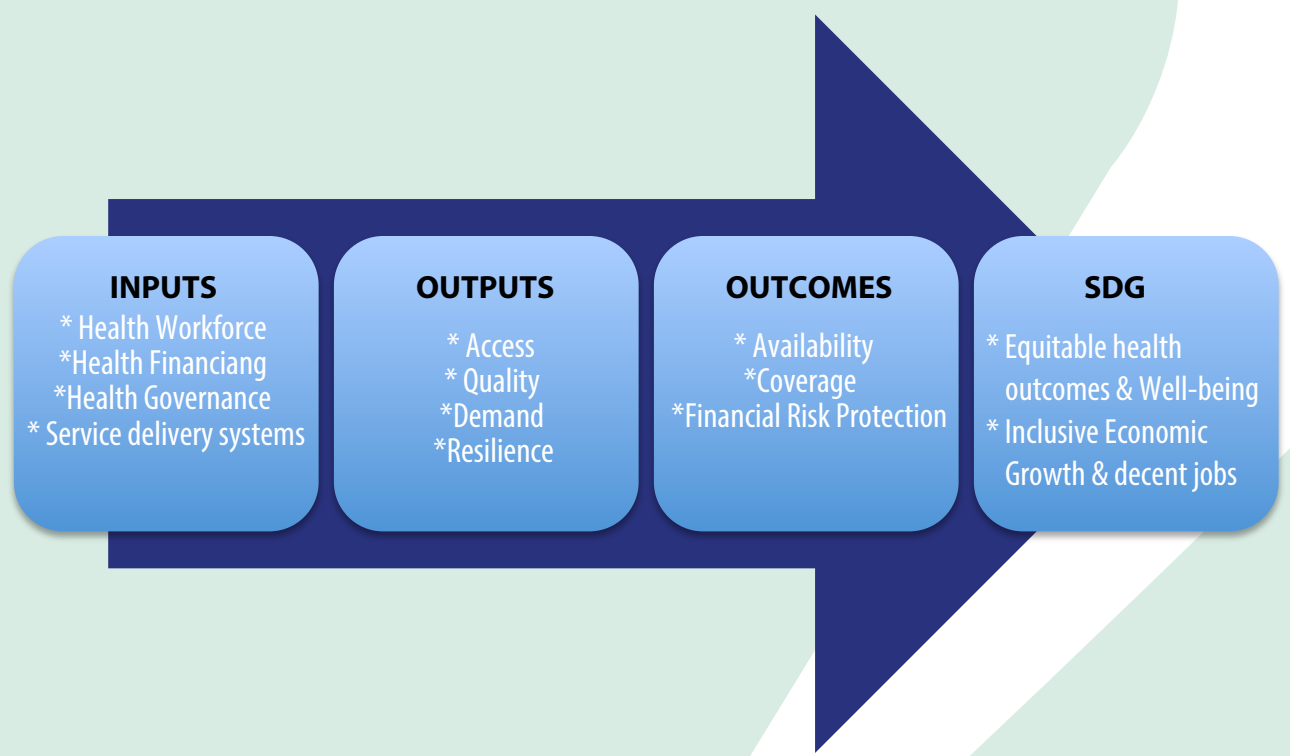 INPUTS
* Health Workforce
*Health Financiang
*Health Governance
* Service delivery systems
OUTPUTS
* Access
* Quality
*Demand
*Resilience
OUTCOMES
* Availability
*Coverage
*Financial Risk Protection
SDG
* Equitable health
outcomes & Well-being
* Inclusive Economic
Growth & decent jobs